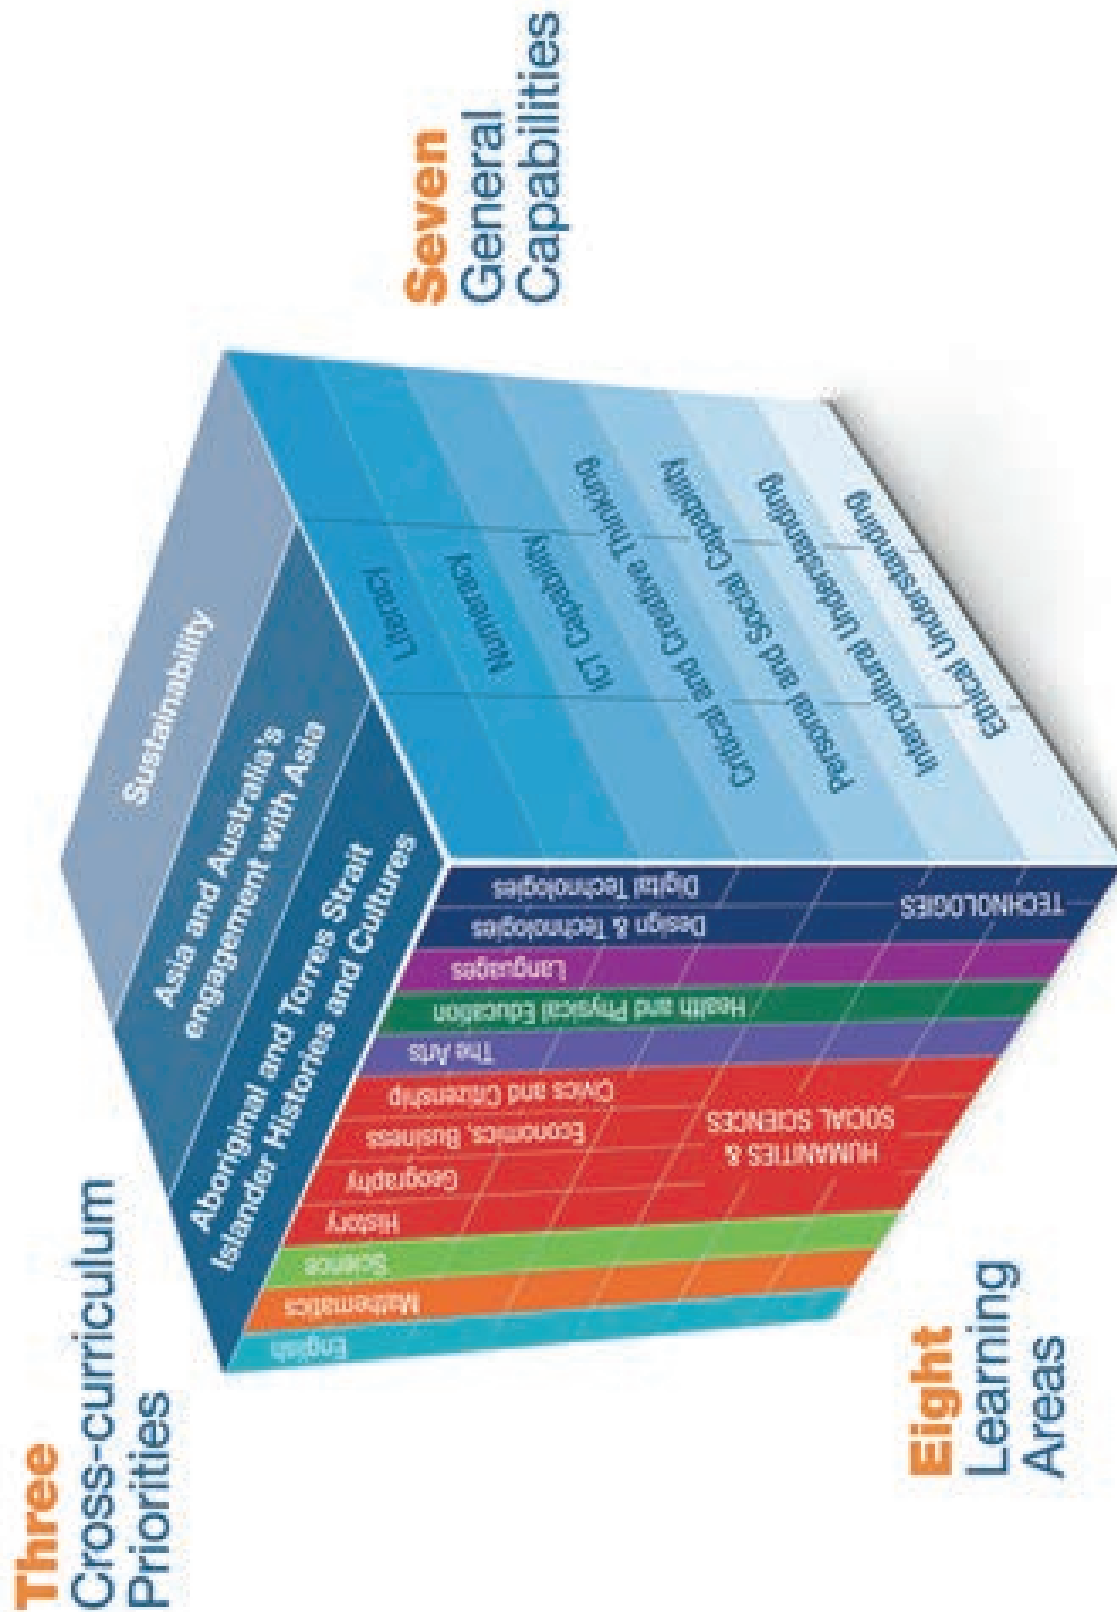 Three
Cross-curriculum
Priorities
Sustainability
Asia and Australia's
engagement with Asia
Aboriginal and Torres Strait
Islander Histories and Cultures
Seven
General
Capabilities
Literacy
Numeracy
ICT Capability
Critical and Creative Thinking
Personal and Social Capability
Intercultural Understanding
Ethical Understanding
Eight
Learning
Areas
English
Mathematics
Science
History
Geography
Economics, Business
Civics and Citizenship
HUMANITIES &
SOCIAL SCIENCES
The Arts
Health and Physical Education
Languages
Design & Technologies
Digital Technologies
TECHNOLOGIES